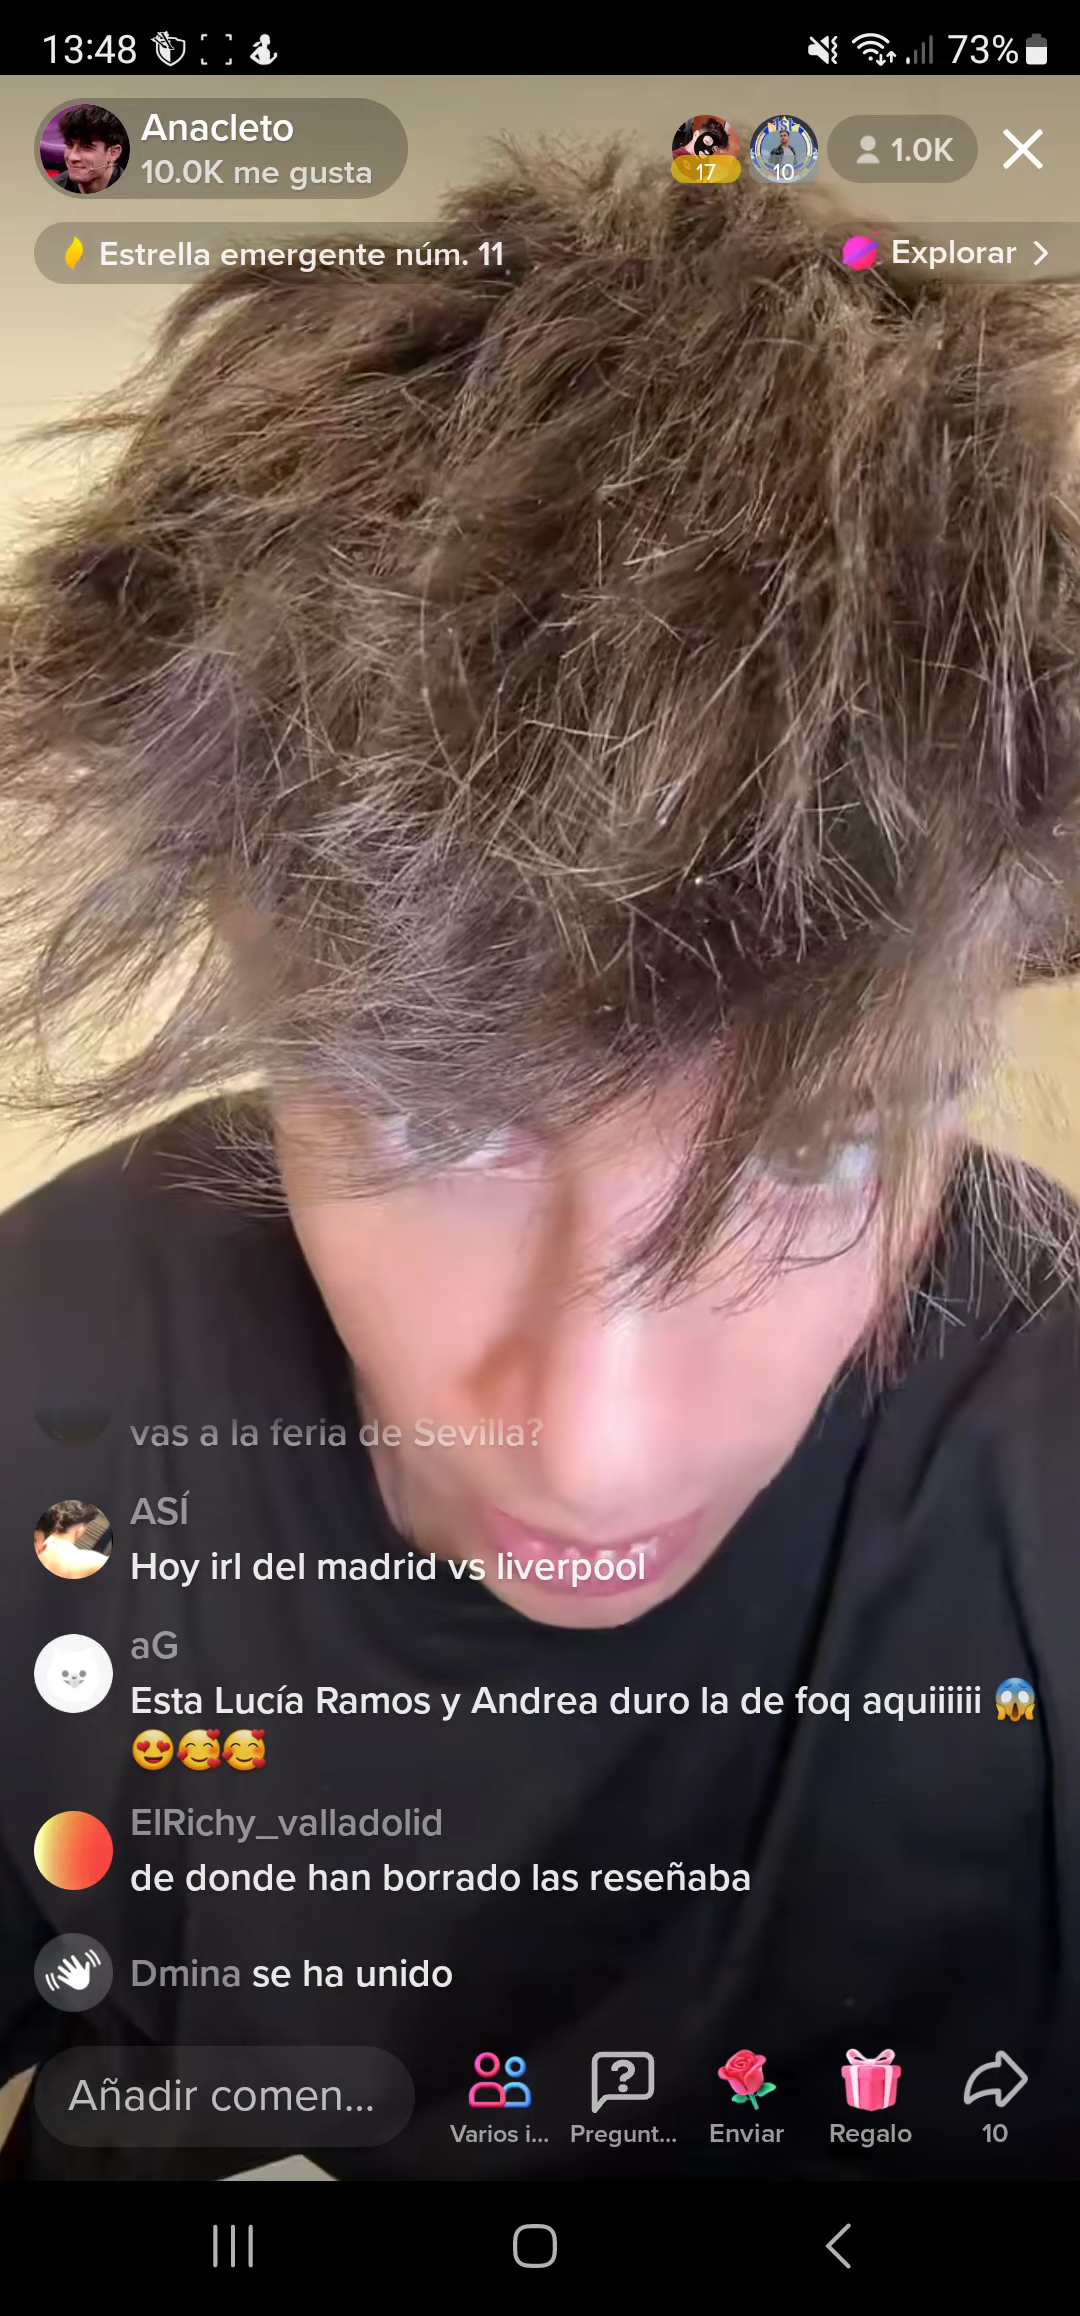 13:48
73%
Anacleto
10.0K me gusta
17
10
1.0K
Estrella emergente núm. 11
Explorar
vas a la feria de Sevilla?
ASÍ
Hoy irl del madrid vs liverpool
aG
Esta Lucía Ramos y Andrea duro la de foq aquiiiiii 😱
😍🥰🥰
ElRichy_valladolid
de donde han borrado las reseñaba
Dmina se ha unido
Añadir comen...
Varios i...
Pregunt...
Enviar
Regalo
10